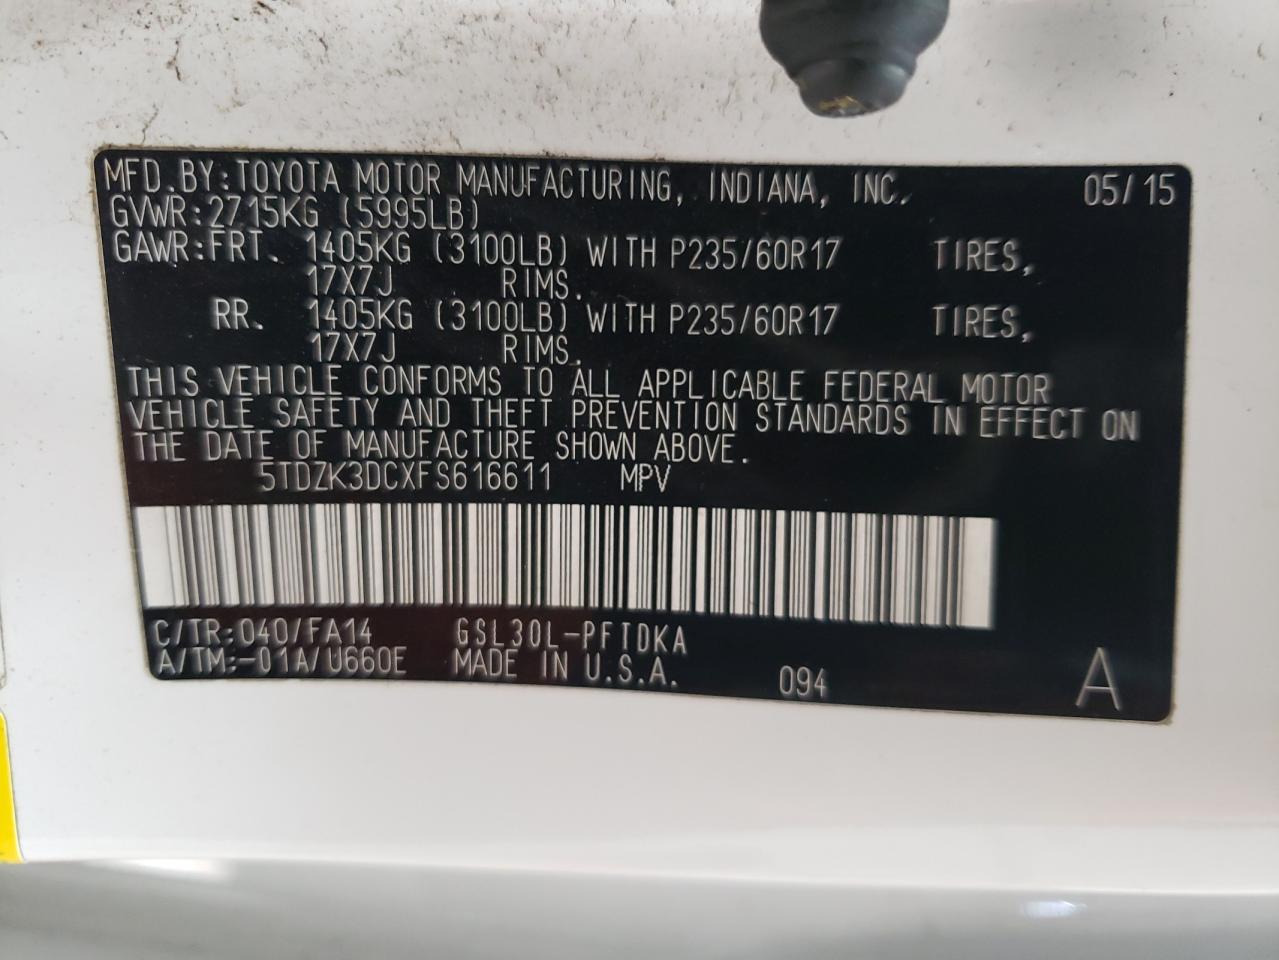 MFD.BY:TOYOTA MOTOR MANUFACTURING, INDIANA, INC. 05/15
GVWR:2715KG (5995LB)
GAWR:FRT. 1405KG (3100LB) WITH P235/60R17 TIRES,
17X7J RIMS.
RR. 1405KG (3100LB) WITH P235/60R17 TIRES,
17X7J RIMS.
THIS VEHICLE CONFORMS TO ALL APPLICABLE FEDERAL MOTOR
VEHICLE SAFETY AND THEFT PREVENTION STANDARDS IN EFFECT ON
THE DATE OF MANUFACTURE SHOWN ABOVE.
5TDZK3DCXFS616611 MPV
C/TR:040/FA14 GSL30L-PFTDKA
A/TM:-01A/U660E MADE IN U.S.A. 094 A